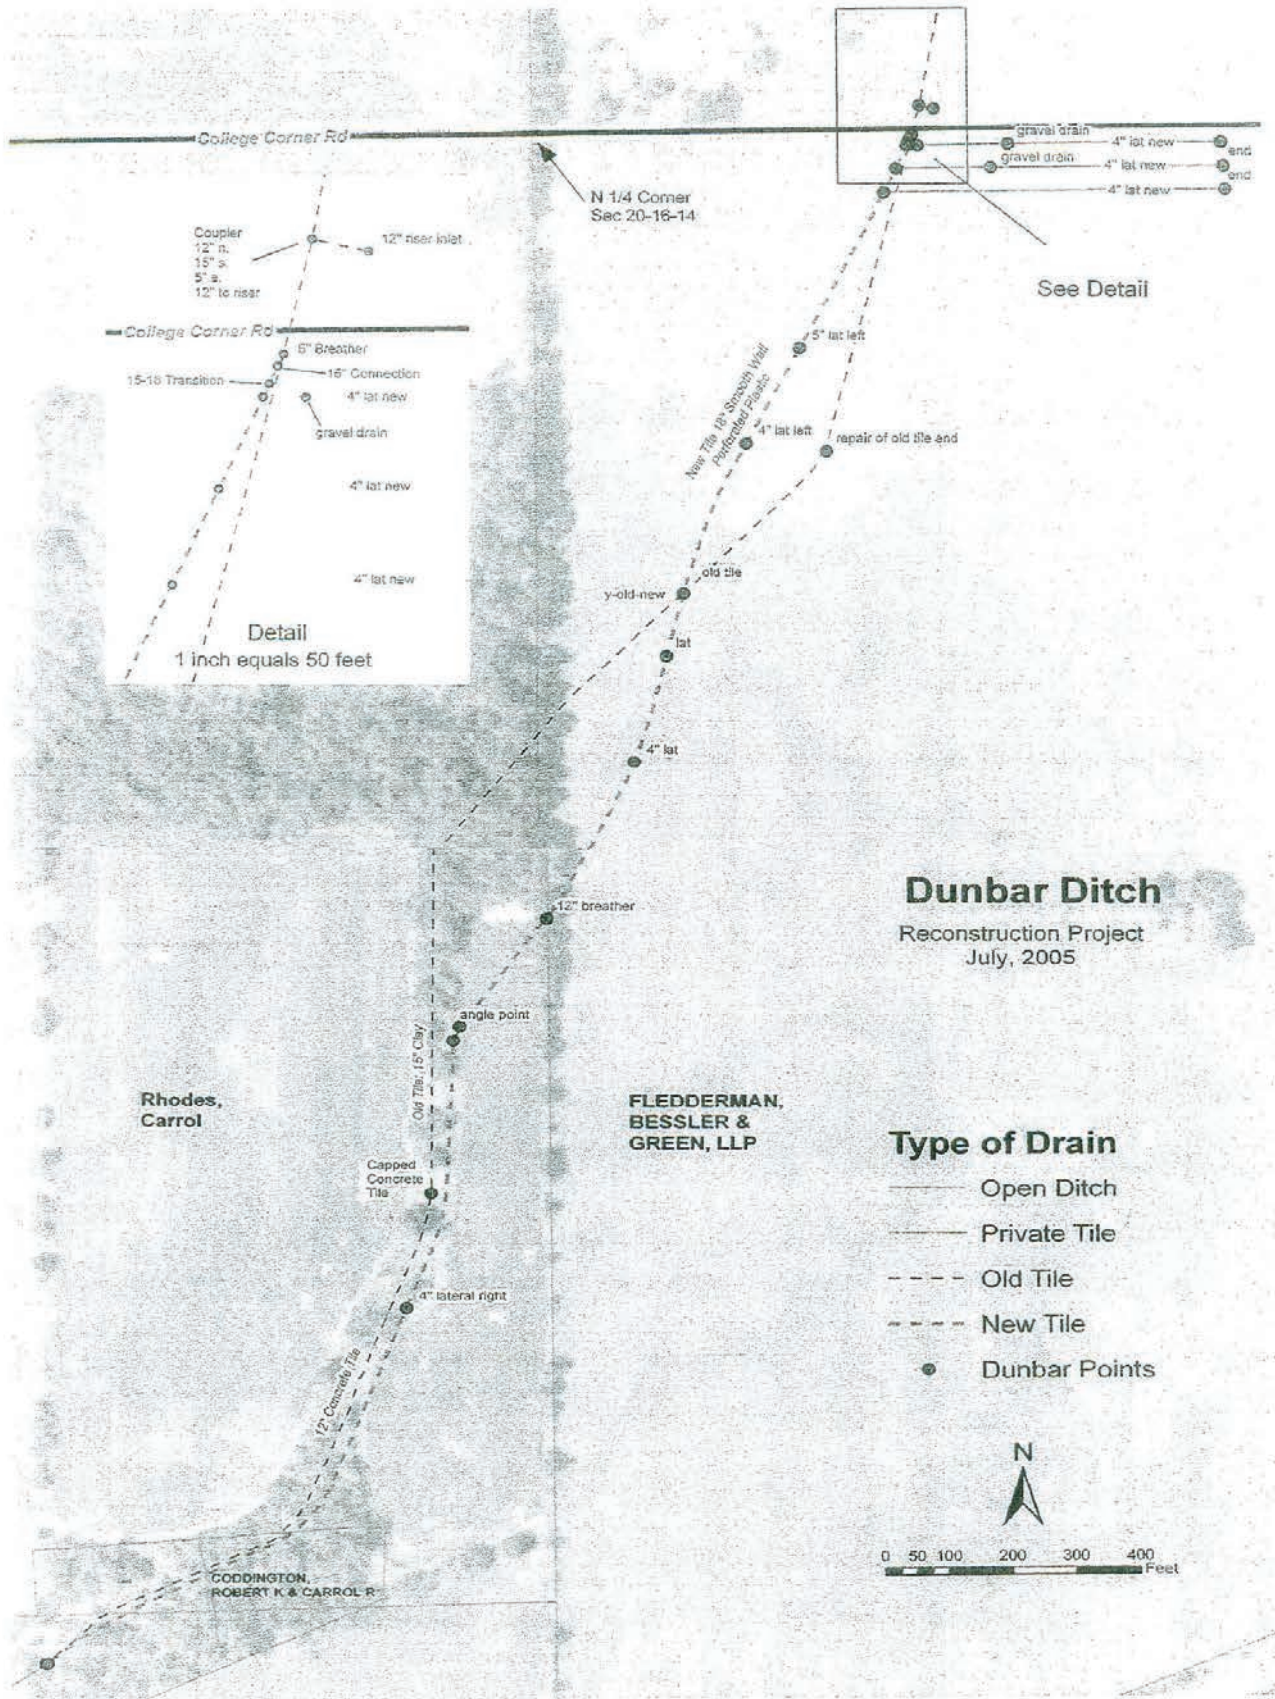 College Corner Rd
gravel drain
4" lat new
end
gravel drain
4" lat new
end
4" lat new
N 1/4 Corner
Sec 20-16-14
See Detail
Coupler
12" n.
15" s.
5" e.
12" to riser
12" riser inlet
College Corner Rd
6" Breather
15" Connection
15-18 Transition
4" lat new
gravel drain
4" lat new
4" lat new
Detail
1 inch equals 50 feet
5" lat left
New Tile 18" Smooth Wall
Perforated Plastic
4" lat left
repair of old tile end
old tile
y-old-new
lat
4" lat
12" breather
Dunbar Ditch
Reconstruction Project
July, 2005
angle point
Old Tile: 15" Clay
Rhodes,
Carrol
FLEDDERMAN,
BESSLER &
GREEN, LLP
Capped
Concrete
Tile
4" lateral right
12" Concrete Tile
CODDINGTON,
ROBERT K & CARROL R
Type of Drain
Open Ditch
Private Tile
Old Tile
New Tile
Dunbar Points
N
0 50 100 200 300 400
Feet